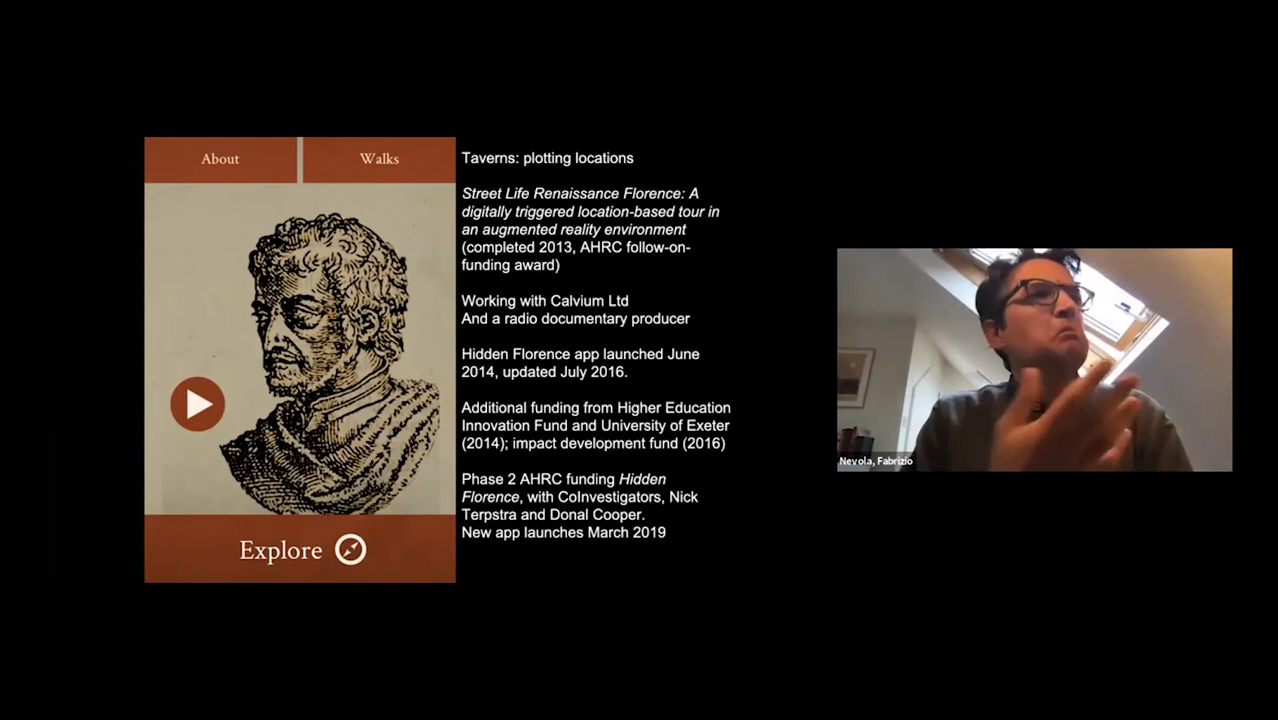 About
Walks
Explore
Taverns: plotting locations
Street Life Renaissance Florence: A
digitally triggered location-based tour in
an augmented reality environment
(completed 2013, AHRC follow-on-
funding award)
Working with Calvium Ltd
And a radio documentary producer
Hidden Florence app launched June
2014, updated July 2016.
Additional funding from Higher Education
Innovation Fund and University of Exeter
(2014); impact development fund (2016)
Phase 2 AHRC funding Hidden
Florence, with CoInvestigators, Nick
Terpstra and Donal Cooper.
New app launches March 2019
Nevola, Fabrizio